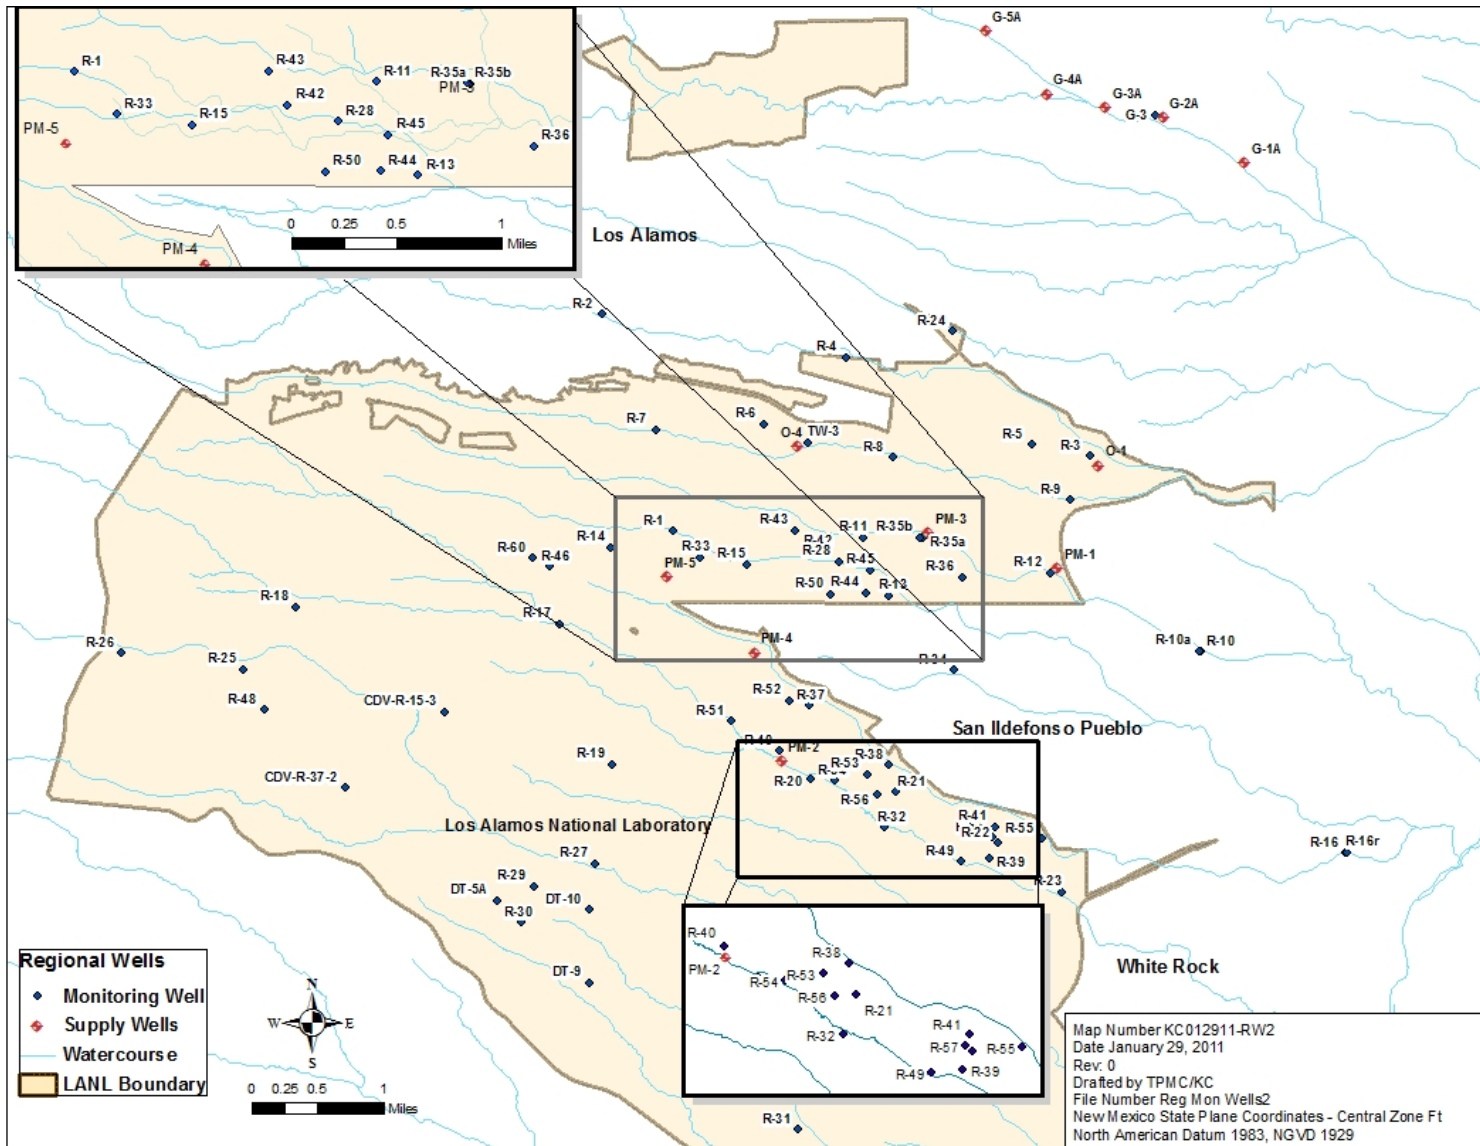 R-1
R-43
R-11
R-35a
R-35b
PM-3
R-33
R-15
R-42
R-28
R-45
PM-5
R-36
R-50
R-44
R-13
PM-4
0 0.25 0.5 1
Miles
G-5A
G-4A
G-3A
G-3
G-2A
G-1A
Los Alamos
R-2
R-24
R-4
R-7
R-6
O-4
TW-3
R-8
R-5
R-3
O-1
R-9
R-1
R-43
R-42
R-11
R-35b
PM-3
R-35a
R-14
R-33
R-15
R-28
R-45
R-60
R-46
PM-5
R-36
R-12
PM-1
R-50
R-44
R-13
R-18
R-17
R-26
R-25
PM-4
R-34
R-10a
R-10
R-48
CDV-R-15-3
R-52
R-37
R-51
San Ildefonso Pueblo
R-40
PM-2
R-19
R-53
R-38
CDV-R-37-2
R-20
R-54
R-21
R-56
Los Alamos National Laboratory
R-32
R-41
R-22
R-55
R-16
R-16r
R-27
R-49
R-39
R-29
R-23
DT-5A
DT-10
R-30
DT-9
R-40
PM-2
R-38
R-53
R-54
R-56
R-21
R-32
R-41
R-57
R-55
R-49
R-39
White Rock
R-31
Regional Wells
Monitoring Well
Supply Wells
Watercourse
LANL Boundary
N
W E
S
0 0.25 0.5 1
Miles
Map Number KC012911-RW2
Date January 29, 2011
Rev: 0
Drafted by TPMC/KC
File Number Reg Mon Wells2
New Mexico State Plane Coordinates - Central Zone Ft
North American Datum 1983, NGVD 1929